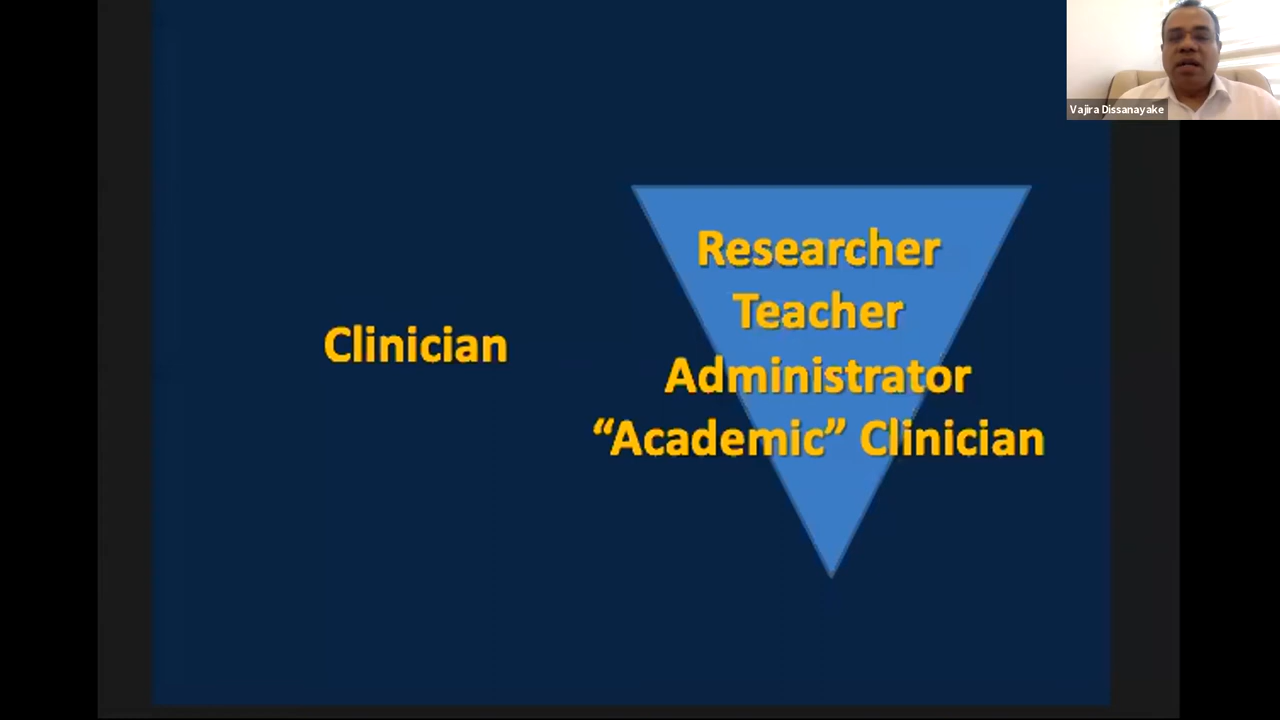 Vajira Dissanayake
Clinician
Researcher
Teacher
Administrator
“Academic” Clinician